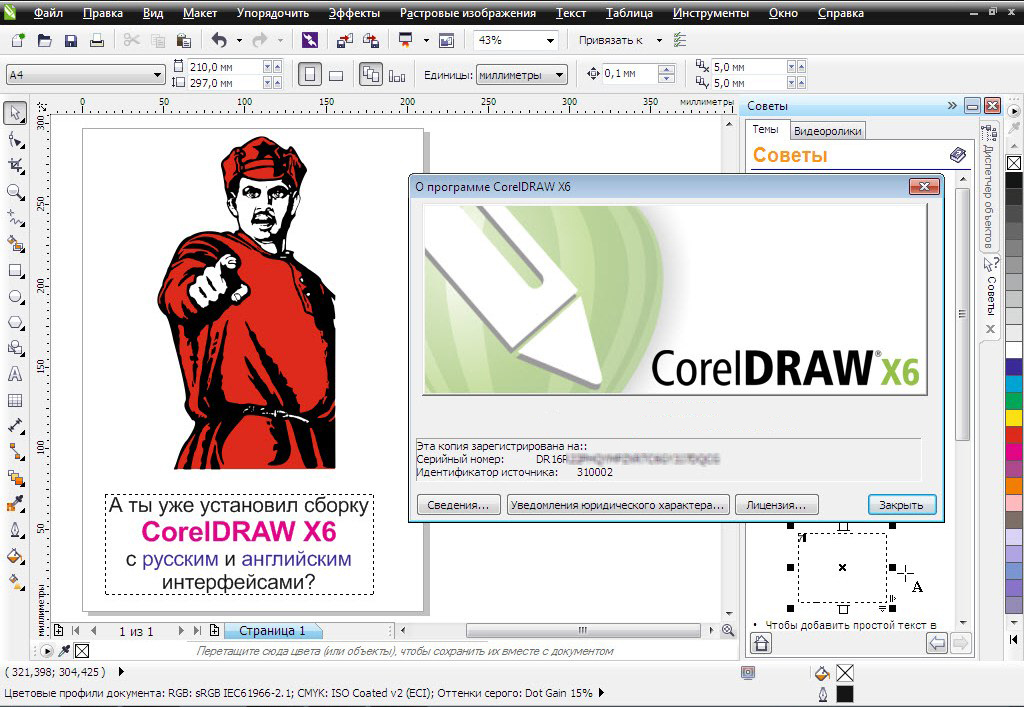 Файл Правка Вид Макет Упорядочить Эффекты Растровые изображения Текст Таблица Инструменты Окно Справка
43% Привязать к
A4 210,0 мм 297,0 мм Единицы: миллиметры 0,1 мм 5,0 мм 5,0 мм
0 50 100 150 200 250 300 350 миллиметры
300
250
200
150
100
50
миллиметры
А ты уже установил сборку
CorelDRAW X6
с русским и английским
интерфейсами?
О программе CorelDRAW X6
CorelDRAW® X6
Эта копия зарегистрирована на::
Серийный номер: DR16R
Идентификатор источника: 310002
Сведения... Уведомления юридического характера... Лицензия... Закрыть
Советы
Темы Видеоролики
Советы
A
• Чтобы добавить простой текст в
Диспетчер объектов
Советы
1 из 1 Страница 1
Перетащите сюда цвета (или объекты), чтобы сохранить их вместе с документом
( 321,398; 304,425 )
Цветовые профили документа: RGB: sRGB IEC61966-2.1; CMYK: ISO Coated v2 (ECI); Оттенки серого: Dot Gain 15%